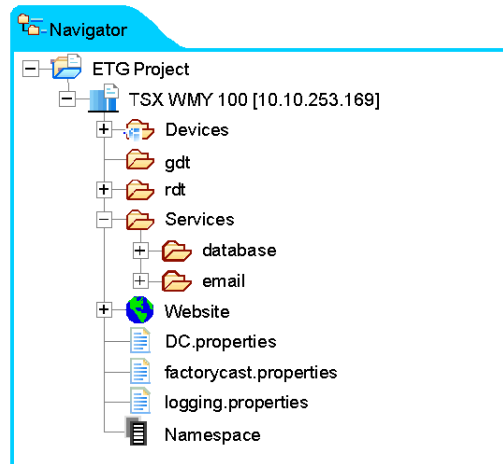 Navigator
ETG Project
TSX WMY 100 [10.10.253.169]
Devices
gdt
rdt
Services
database
email
Website
DC.properties
factorycast.properties
logging.properties
Namespace